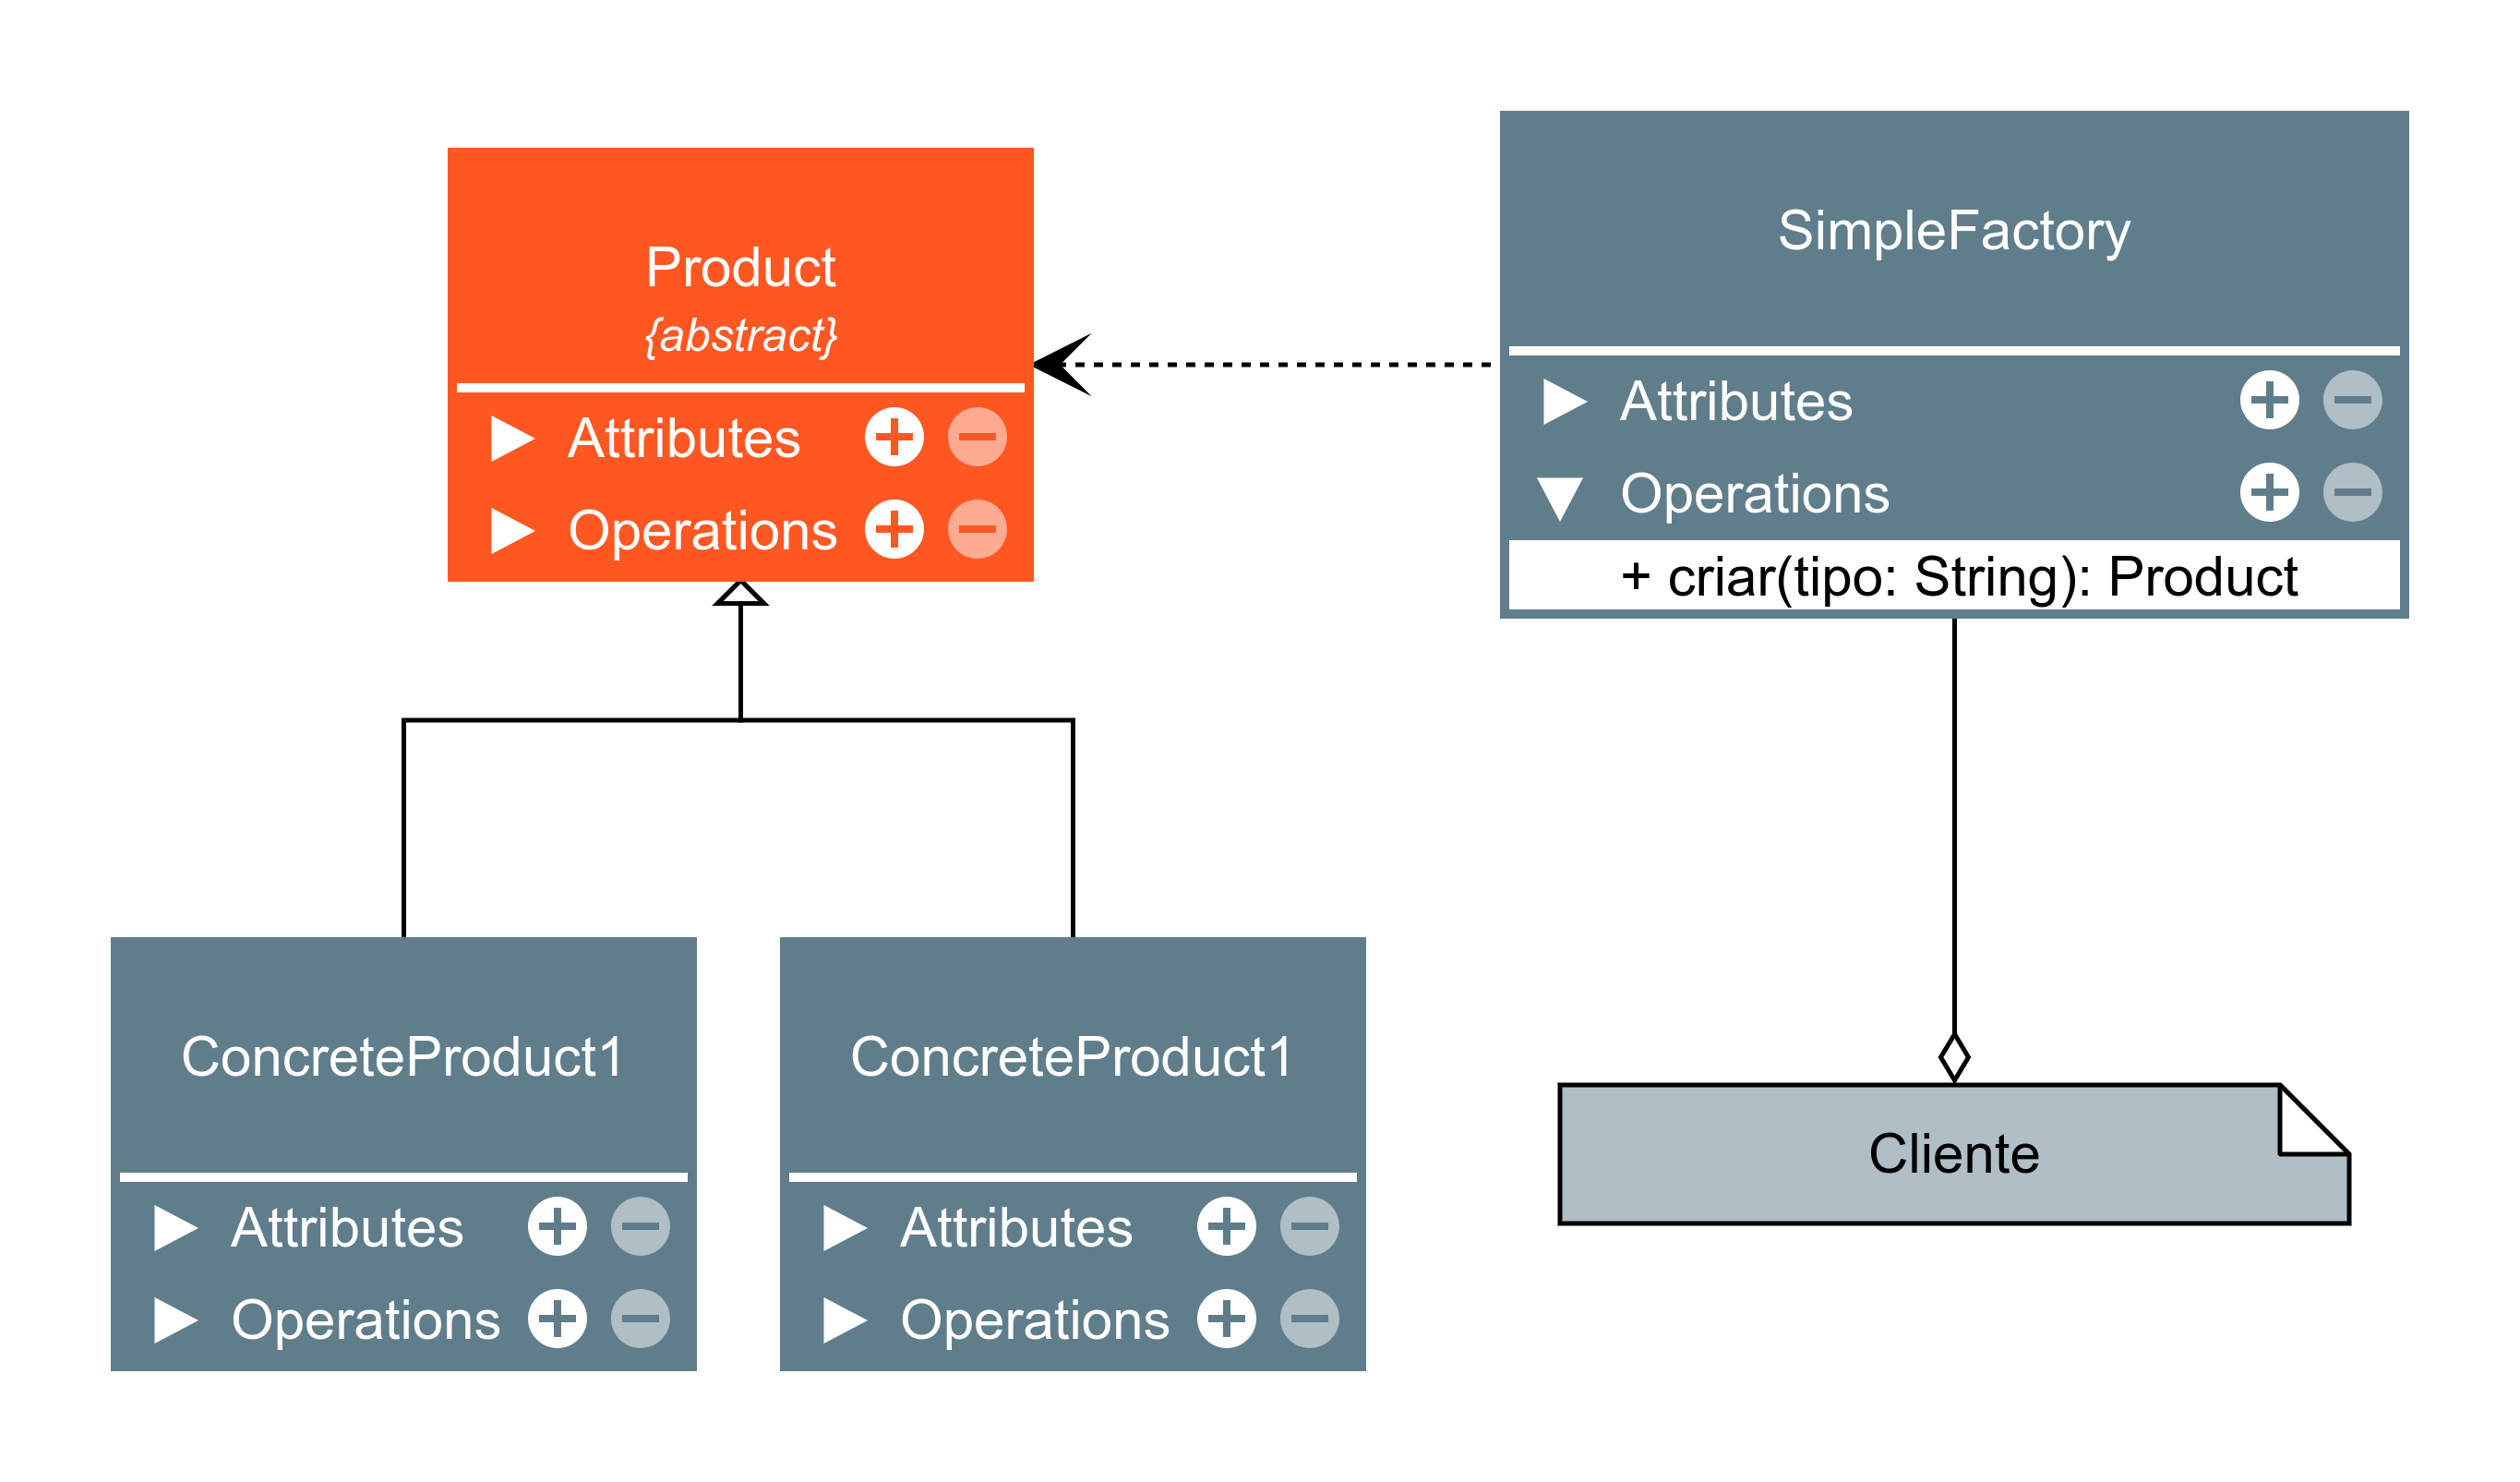 Product
{abstract}
Attributes
Operations
SimpleFactory
Attributes
Operations
+ criar(tipo: String): Product
ConcreteProduct1
Attributes
Operations
ConcreteProduct1
Attributes
Operations
Cliente